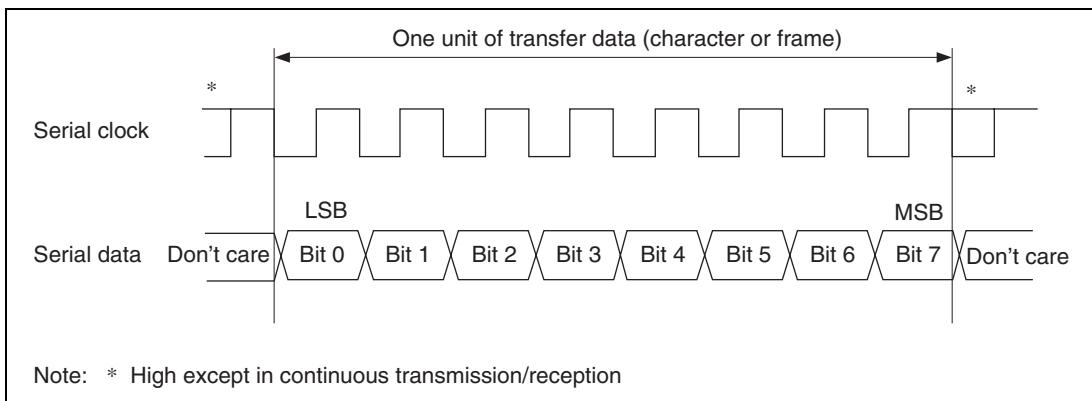 One unit of transfer data (character or frame)
* *
Serial clock
LSB MSB
Serial data Don't care Bit 0 Bit 1 Bit 2 Bit 3 Bit 4 Bit 5 Bit 6 Bit 7 Don't care
Note: * High except in continuous transmission/reception